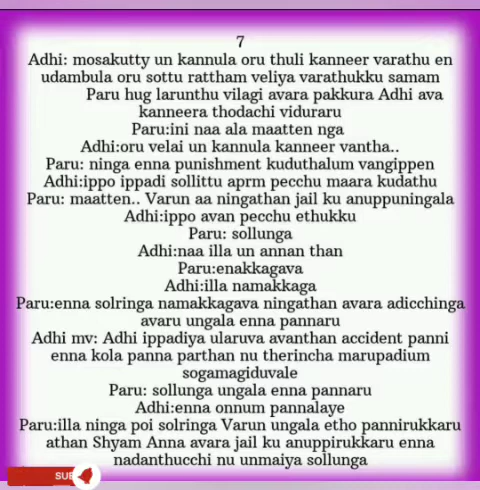 7
Adhi: mosakutty un kannula oru thuli kanneer varathu en
udambula oru sottu rattham veliya varathukku samam
Paru hug larunthu vilagi avara pakkura Adhi ava
kanneera thodachi viduraru
Paru:ini naa ala maatten nga
Adhi:oru velai un kannula kanneer vantha..
Paru: ninga enna punishment kuduthalum vangippen
Adhi:ippo ippadi sollittu aprm pecchu maara kudathu
Paru: maatten.. Varun aa ningathan jail ku anuppuningala
Adhi:ippo avan pecchu ethukku
Paru: sollunga
Adhi:naa illa un annan than
Paru:enakkagava
Adhi:illa namakkaga
Paru:enna solringa namakkagava ningathan avara adicchinga
avaru ungala enna pannaru
Adhi mv: Adhi ippadiya ularuva avanthan accident panni
enna kola panna parthan nu therincha marupadium
sogamagiduvale
Paru: sollunga ungala enna pannaru
Adhi:enna onnum pannalaye
Paru:illa ninga poi solringa Varun ungala etho pannirukkaru
athan Shyam Anna avara jail ku anuppirukkaru enna
nadanthucchi nu unmaiya sollunga